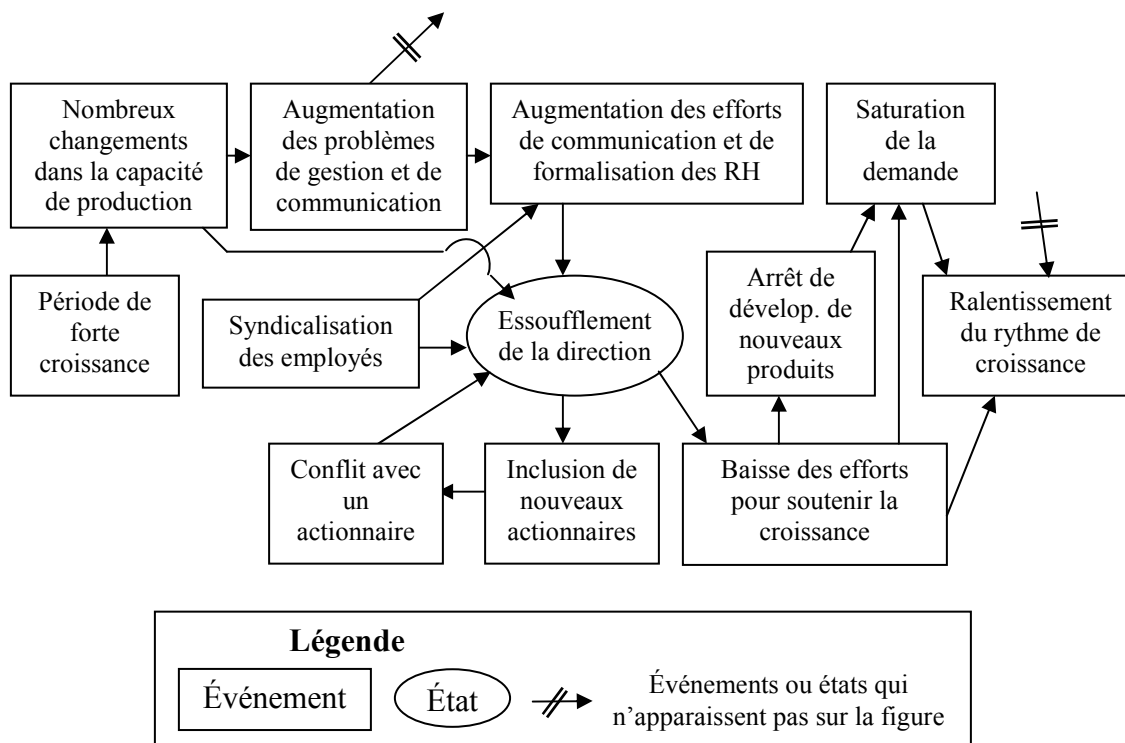 Nombreux
changements
dans la capacité
de production
Augmentation
des problèmes
de gestion et de
communication
Augmentation des efforts
de communication et de
formalisation des RH
Saturation
de la
demande
Période de
forte
croissance
Syndicalisation
des employés
Essoufflement
de la direction
Arrêt de
dévelop. de
nouveaux
produits
Ralentissement
du rythme de
croissance
Conflit avec
un
actionnaire
Inclusion de
nouveaux
actionnaires
Baisse des efforts
pour soutenir la
croissance
Légende
Événement
État
Événements ou états qui
n'apparaissent pas sur la figure